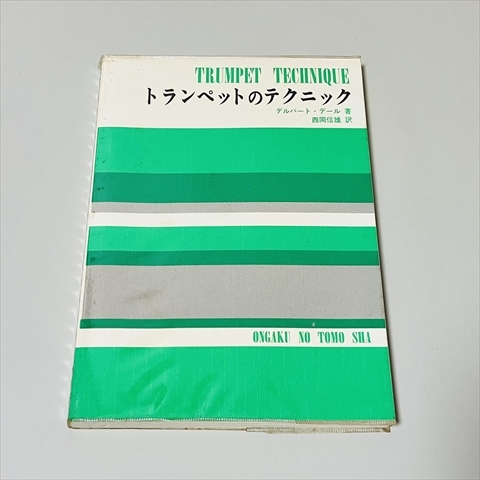 TRUMPET TECHNIQUE
トランペットのテクニック
デルバート・デール 著
西岡信雄 訳
ONGAKU NO TOMO SHA